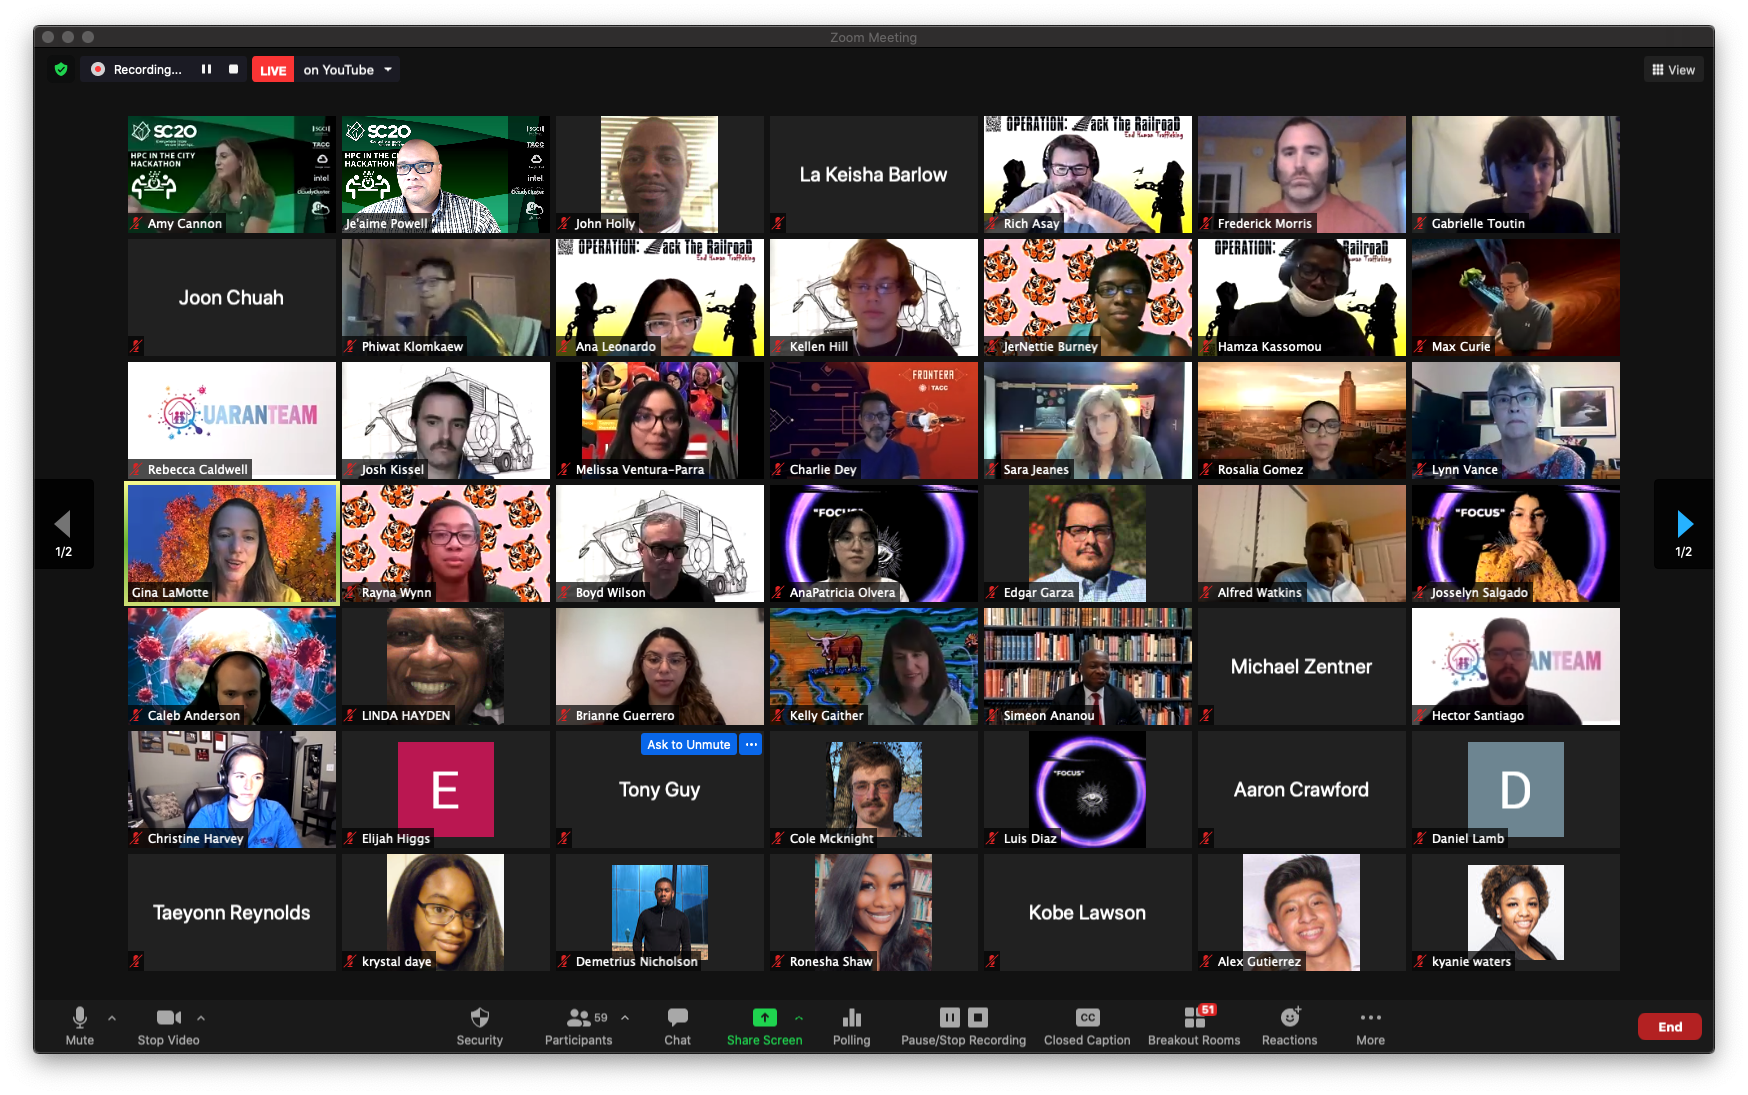 Zoom Meeting
Recording...
LIVE
on YouTube
View
SC20
HPC IN THE CITY
HACKATHON
TACC
intel.
CloudyCluster
Amy Cannon
SC20
HPC IN THE CI
HACKATHON
TACC
intel.
CloudyCluster
Je'aime Powell
John Holly
La Keisha Barlow
OPERATION: Jack The Railroad
End Human Trafficking
Rich Asay
Frederick Morris
Gabrielle Toutin
Joon Chuah
Phiwat Klomkaew
OPERATION: Jack The Railroad
End Human Trafficking
Ana Leonardo
Kellen Hill
JerNettie Burney
OPERATION: Railroad
End Human Trafficking
Hamza Kassomou
Max Curie
UARANTEAM
Rebecca Caldwell
Josh Kissel
Melissa Ventura-Parra
FRONTERA
TACC
Charlie Dey
Sara Jeanes
Rosalia Gomez
Lynn Vance
1/2
Gina LaMotte
Rayna Wynn
Boyd Wilson
"FOCUS"
AnaPatricia Olvera
Edgar Garza
Alfred Watkins
"FOCUS"
Josselyn Salgado
1/2
Caleb Anderson
LINDA HAYDEN
Brianne Guerrero
Kelly Gaither
Simeon Ananou
Michael Zentner
ANTEAM
Hector Santiago
Christine Harvey
E
Elijah Higgs
Ask to Unmute
Tony Guy
Cole Mcknight
"FOCUS"
Luis Diaz
Aaron Crawford
D
Daniel Lamb
Taeyonn Reynolds
krystal daye
Demetrius Nicholson
Ronesha Shaw
Kobe Lawson
Alex Gutierrez
kyanie waters
Mute
Stop Video
Security
59
Participants
Chat
Share Screen
Polling
Pause/Stop Recording
CC
Closed Caption
51
Breakout Rooms
Reactions
More
End